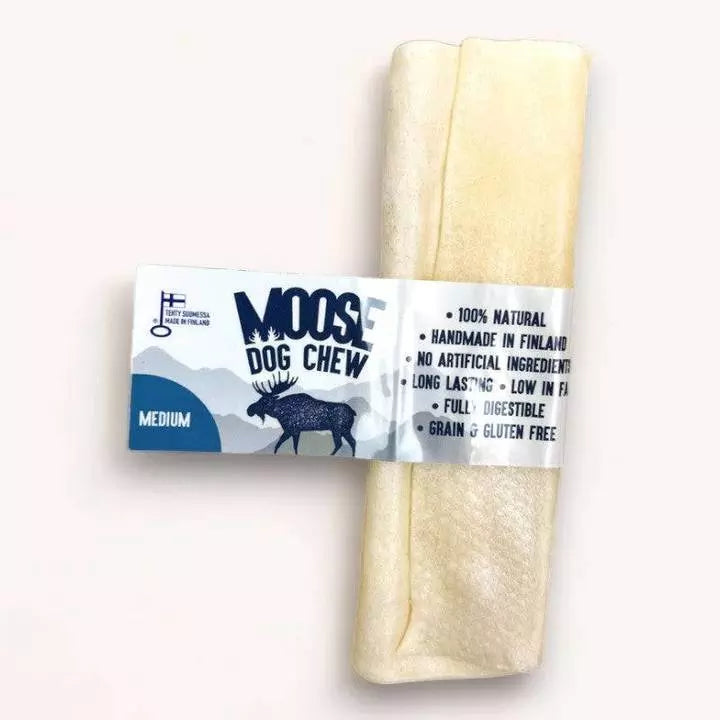 TEHTY SUOMESSA
MADE IN FINLAND
MOOSE
DOG CHEW
MEDIUM
• 100% NATURAL
• HANDMADE IN FINLAND
• NO ARTIFICIAL INGREDIENTS
• LONG LASTING • LOW IN FA
• FULLY DIGESTIBLE
• GRAIN & GLUTEN FREE